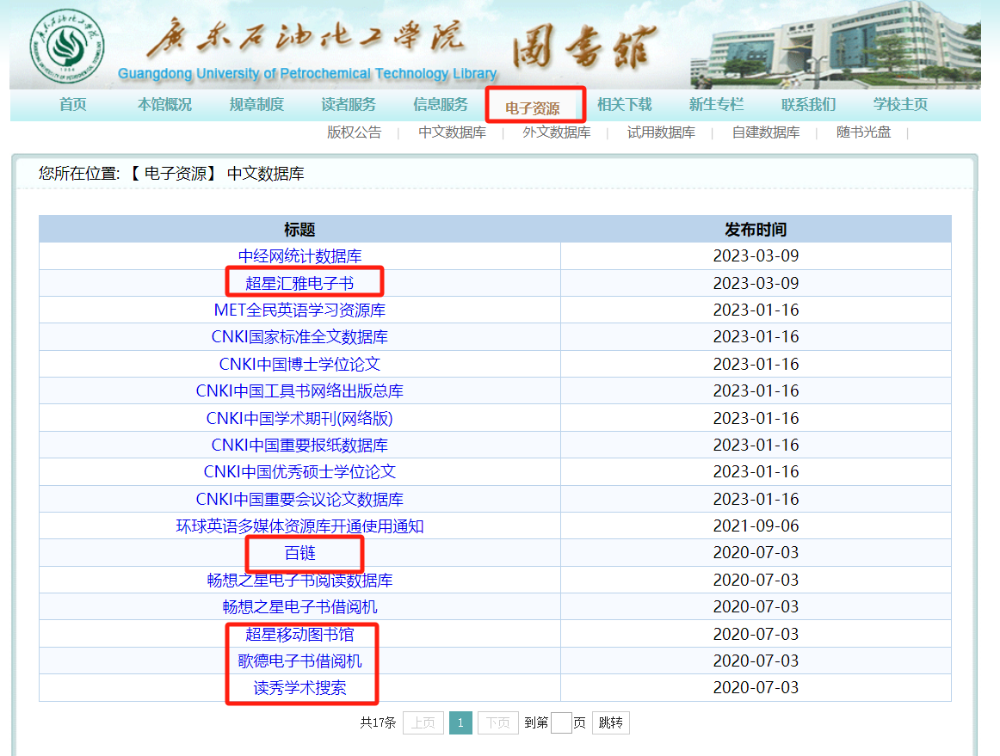 广东石油化工学院 图书馆
Guangdong University of Petrochemical Technology Library
首页 本馆概况 规章制度 读者服务 信息服务 电子资源 相关下载 新生专栏 联系我们 学校主页
版权公告 | 中文数据库 | 外文数据库 | 试用数据库 | 自建数据库 | 随书光盘 |
您所在位置: 【 电子资源】 中文数据库
标题 发布时间
中经网统计数据库 2023-03-09
超星汇雅电子书 2023-03-09
MET全民英语学习资源库 2023-01-16
CNKI国家标准全文数据库 2023-01-16
CNKI中国博士学位论文 2023-01-16
CNKI中国工具书网络出版总库 2023-01-16
CNKI中国学术期刊(网络版) 2023-01-16
CNKI中国重要报纸数据库 2023-01-16
CNKI中国优秀硕士学位论文 2023-01-16
CNKI中国重要会议论文数据库 2023-01-16
环球英语多媒体资源库开通使用通知 2021-09-06
百链 2020-07-03
畅想之星电子书阅读数据库 2020-07-03
畅想之星电子书借阅机 2020-07-03
超星移动图书馆 2020-07-03
歌德电子书借阅机 2020-07-03
读秀学术搜索 2020-07-03
共17条 上页 1 下页 到第 页 跳转